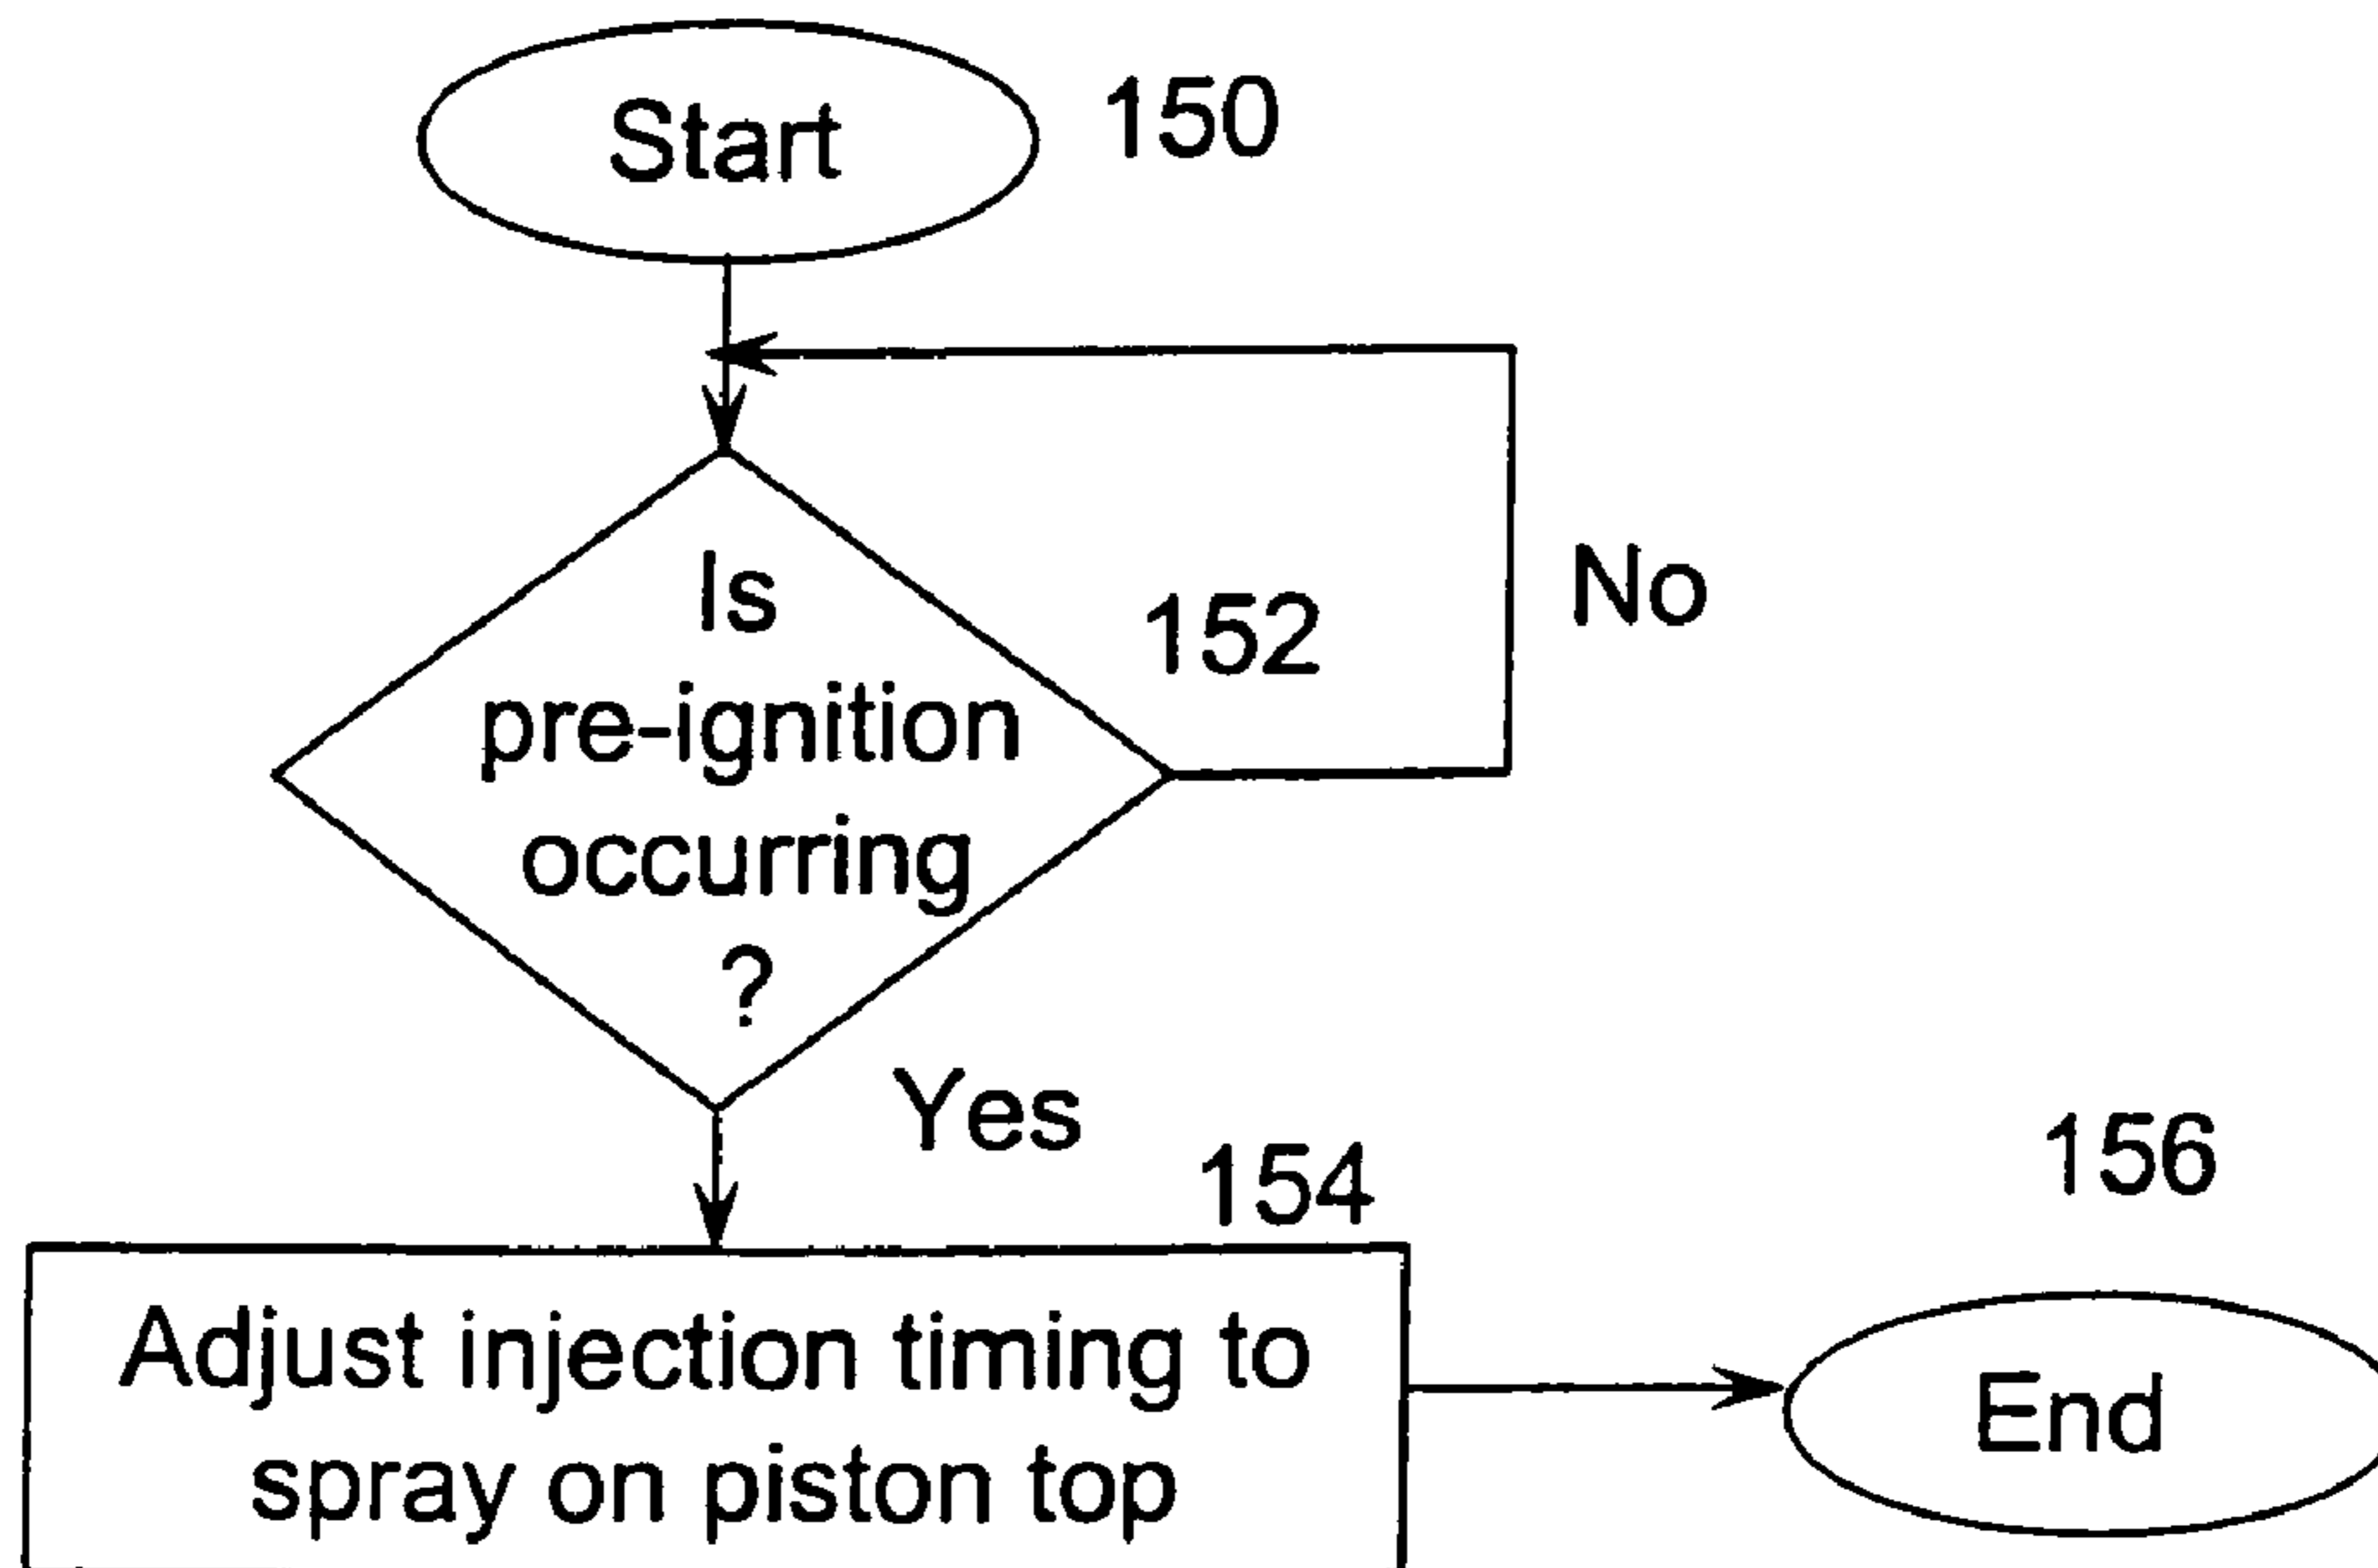 Start
150
Is
pre-ignition
occurring
?
152
No
Yes
154
Adjust injection timing to
spray on piston top
156
End